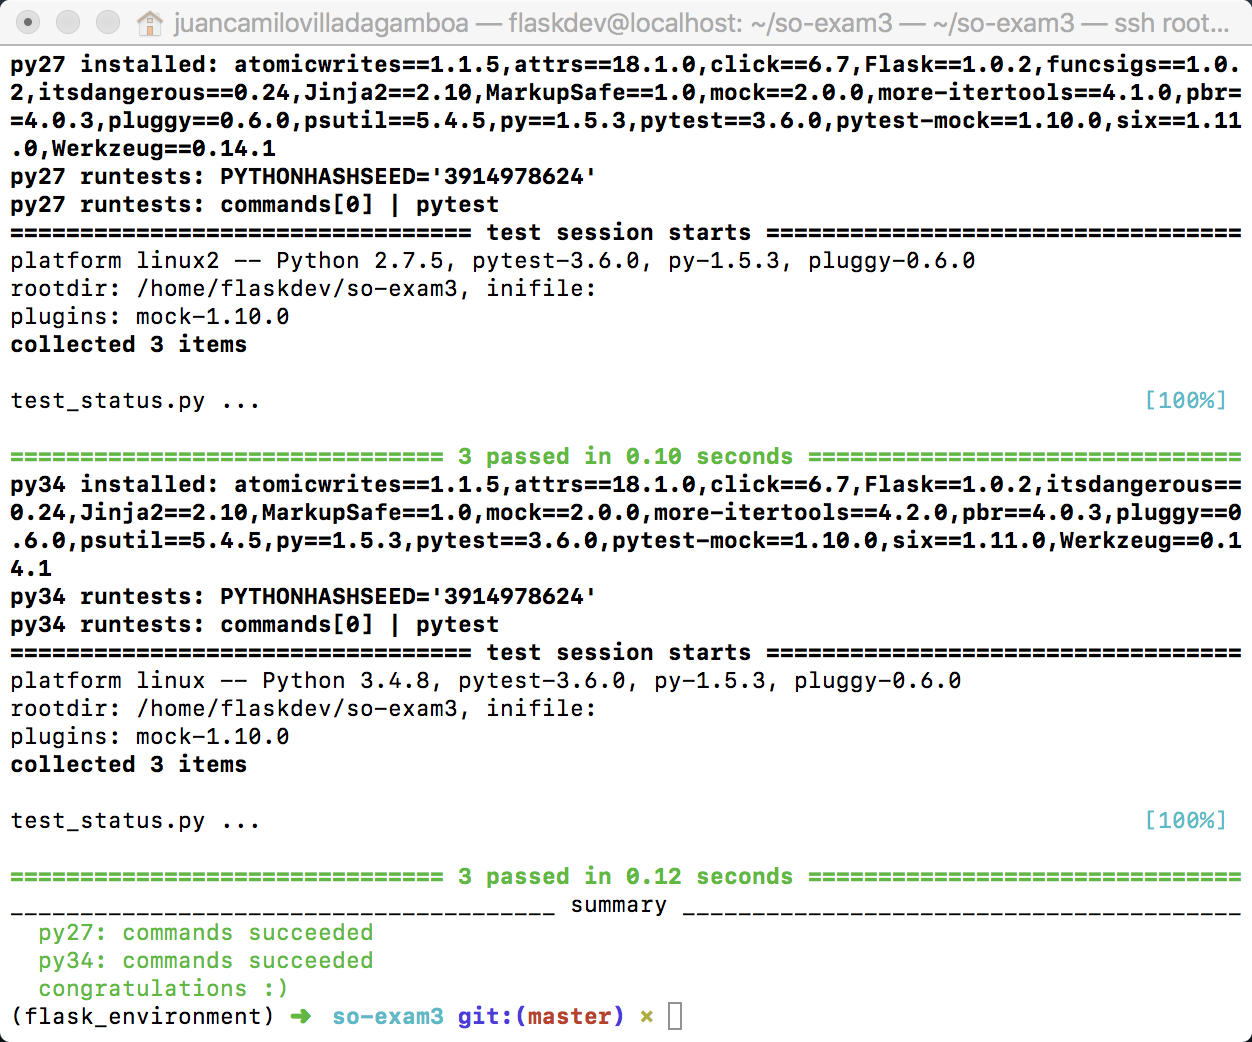 juancamilovilladagamboa — flaskdev@localhost: ~/so-exam3 — ~/so-exam3 — ssh root...
py27 installed: atomicwrites==1.1.5,attrs==18.1.0,click==6.7,Flask==1.0.2,funcsigs==1.0.
2,itsdangerous==0.24,Jinja2==2.10,MarkupSafe==1.0,mock==2.0.0,more-itertools==4.1.0,pbr=
=4.0.3,pluggy==0.6.0,psutil==5.4.5,py==1.5.3,pytest==3.6.0,pytest-mock==1.10.0,six==1.11
.0,Werkzeug==0.14.1
py27 runtests: PYTHONHASHSEED='3914978624'
py27 runtests: commands[0] | pytest
================================= test session starts ==================================
platform linux2 -- Python 2.7.5, pytest-3.6.0, py-1.5.3, pluggy-0.6.0
rootdir: /home/flaskdev/so-exam3, inifile:
plugins: mock-1.10.0
collected 3 items
test_status.py ... [100%]
=============================== 3 passed in 0.10 seconds ===============================
py34 installed: atomicwrites==1.1.5,attrs==18.1.0,click==6.7,Flask==1.0.2,itsdangerous==
0.24,Jinja2==2.10,MarkupSafe==1.0,mock==2.0.0,more-itertools==4.2.0,pbr==4.0.3,pluggy==0
.6.0,psutil==5.4.5,py==1.5.3,pytest==3.6.0,pytest-mock==1.10.0,six==1.11.0,Werkzeug==0.1
4.1
py34 runtests: PYTHONHASHSEED='3914978624'
py34 runtests: commands[0] | pytest
================================= test session starts ==================================
platform linux -- Python 3.4.8, pytest-3.6.0, py-1.5.3, pluggy-0.6.0
rootdir: /home/flaskdev/so-exam3, inifile:
plugins: mock-1.10.0
collected 3 items
test_status.py ... [100%]
=============================== 3 passed in 0.12 seconds ===============================
_______________________________________ summary ________________________________________
py27: commands succeeded
py34: commands succeeded
congratulations :)
(flask_environment) ➜ so-exam3 git:(master) ×